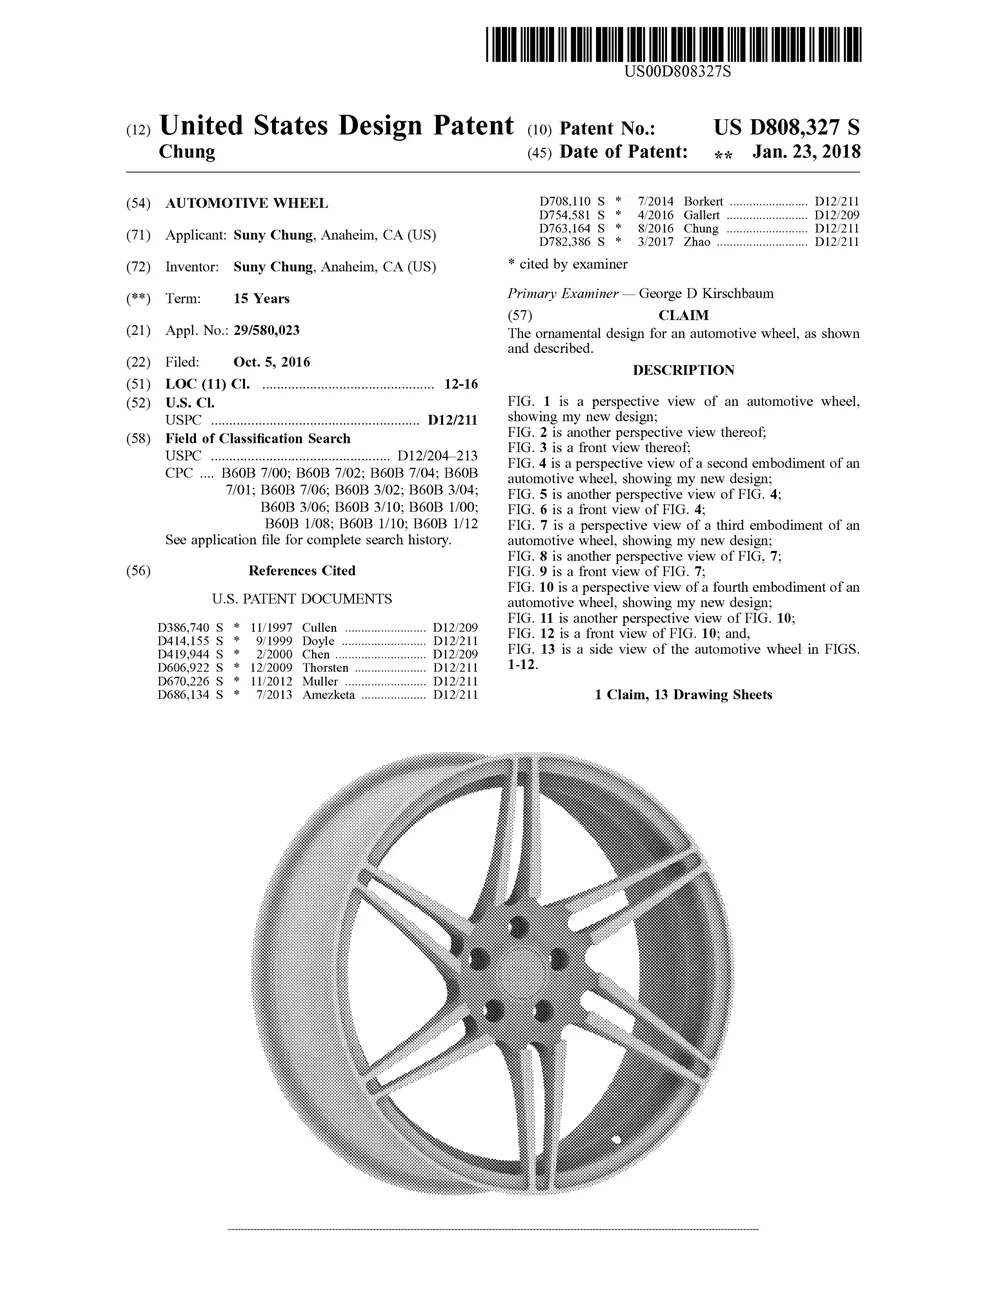 US00D808327S
(12) United States Design Patent
Chung
(10) Patent No.: US D808,327 S
(45) Date of Patent: ** Jan. 23, 2018
(54) AUTOMOTIVE WHEEL
(71) Applicant: Suny Chung, Anaheim, CA (US)
(72) Inventor: Suny Chung, Anaheim, CA (US)
(**) Term: 15 Years
(21) Appl. No.: 29/580,023
(22) Filed: Oct. 5, 2016
(51) LOC (11) Cl. ............................................... 12-16
(52) U.S. Cl.
USPC ......................................................... D12/211
(58) Field of Classification Search
USPC ................................................. D12/204–213
CPC .... B60B 7/00; B60B 7/02; B60B 7/04; B60B
7/01; B60B 7/06; B60B 3/02; B60B 3/04;
B60B 3/06; B60B 3/10; B60B 1/00;
B60B 1/08; B60B 1/10; B60B 1/12
See application file for complete search history.
(56) References Cited
U.S. PATENT DOCUMENTS
D386,740 S * 11/1997 Cullen ......................... D12/209
D414,155 S * 9/1999 Doyle .......................... D12/211
D419,944 S * 2/2000 Chen ............................ D12/209
D606,922 S * 12/2009 Thorsten ...................... D12/211
D670,226 S * 11/2012 Muller ......................... D12/211
D686,134 S * 7/2013 Amezketa .................... D12/211
D708,110 S * 7/2014 Borkert ........................ D12/211
D754,581 S * 4/2016 Gallert ......................... D12/209
D763,164 S * 8/2016 Chung ......................... D12/211
D782,386 S * 3/2017 Zhao ............................ D12/211
* cited by examiner
Primary Examiner — George D Kirschbaum
(57) CLAIM
The ornamental design for an automotive wheel, as shown
and described.
DESCRIPTION
FIG. 1 is a perspective view of an automotive wheel,
showing my new design;
FIG. 2 is another perspective view thereof;
FIG. 3 is a front view thereof;
FIG. 4 is a perspective view of a second embodiment of an
automotive wheel, showing my new design;
FIG. 5 is another perspective view of FIG. 4;
FIG. 6 is a front view of FIG. 4;
FIG. 7 is a perspective view of a third embodiment of an
automotive wheel, showing my new design;
FIG. 8 is another perspective view of FIG, 7;
FIG. 9 is a front view of FIG. 7;
FIG. 10 is a perspective view of a fourth embodiment of an
automotive wheel, showing my new design;
FIG. 11 is another perspective view of FIG. 10;
FIG. 12 is a front view of FIG. 10; and,
FIG. 13 is a side view of the automotive wheel in FIGS.
1-12.
1 Claim, 13 Drawing Sheets